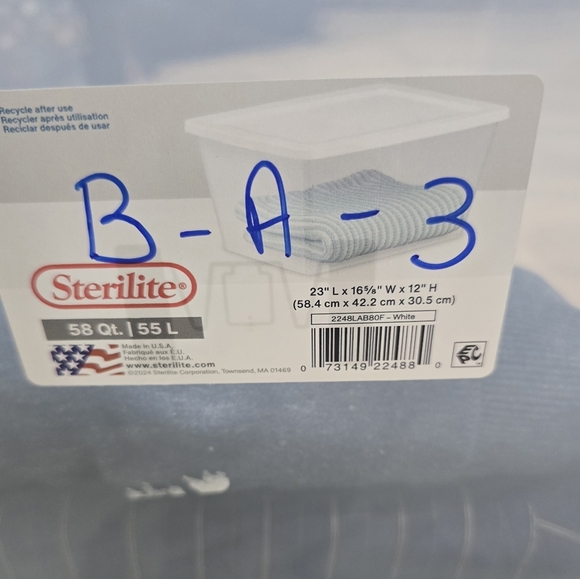 Recycle after use
Recycler après utilisation
Reciclar después de usar
B - A - 3
Sterilite®
58 Qt. | 55 L
23" L x 16⅝" W x 12" H
(58.4 cm x 42.2 cm x 30.5 cm)
2248LAB80F - White
Made in U.S.A.
Fabriqué aux É.U.
Hecho en los E.U.A.
www.sterilite.com
©2024 Sterilite Corporation, Townsend, MA 01469
0 73149 22488 0